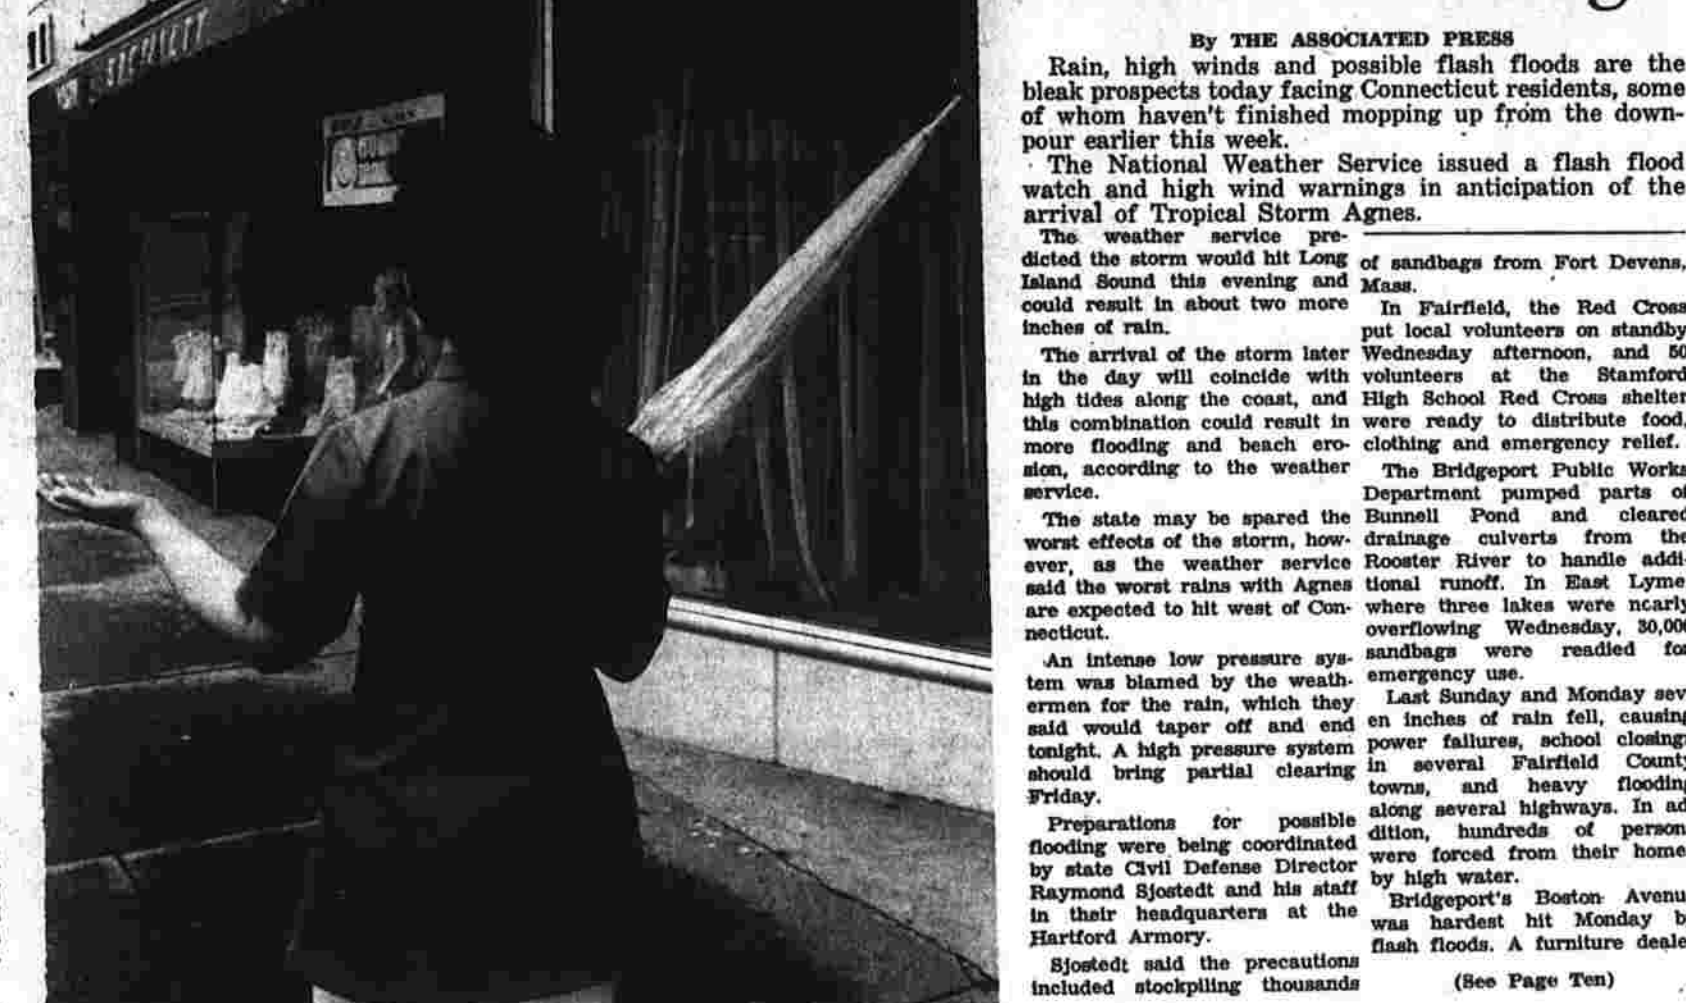 SOCIALITY
By THE ASSOCIATED PRESS
Rain, high winds and possible flash floods are the
bleak prospects today facing Connecticut residents, some
of whom haven't finished mopping up from the down-
pour earlier this week.
The National Weather Service issued a flash flood
watch and high wind warnings in anticipation of the
arrival of Tropical Storm Agnes.
The weather service pre-
dicted the storm would hit Long
Island Sound this evening and
could result in about two more
inches of rain.
The arrival of the storm later
in the day will coincide with
high tides along the coast, and
this combination could result in
more flooding and beach ero-
sion, according to the weather
service.
The state may be spared the
worst effects of the storm, how-
ever, as the weather service
said the worst rains with Agnes
are expected to hit west of Con-
necticut.
An intense low pressure sys-
tem was blamed by the weath-
ermen for the rain, which they
said would taper off and end
tonight. A high pressure system
should bring partial clearing
Friday.
Preparations for possible
flooding were being coordinated
by state Civil Defense Director
Raymond Sjostedt and his staff
in their headquarters at the
Hartford Armory.
Sjostedt said the precautions
included stockpiling thousands
of sandbags from Fort Devens,
Mass.
In Fairfield, the Red Cross
put local volunteers on standby
Wednesday afternoon, and 50
volunteers at the Stamford
High School Red Cross shelter
were ready to distribute food,
clothing and emergency relief.
The Bridgeport Public Works
Department pumped parts of
Bunnell Pond and cleared
drainage culverts from the
Rooster River to handle addi-
tional runoff. In East Lyme
where three lakes were nearly
overflowing Wednesday, 30,000
sandbags were readied for
emergency use.
Last Sunday and Monday sev
en inches of rain fell, causing
power failures, school closing
in several Fairfield County
towns, and heavy flooding
along several highways. In ad
dition, hundreds of person
were forced from their home
by high water.
Bridgeport's Boston Avenu
was hardest hit Monday b
flash floods. A furniture deale
(See Page Ten)